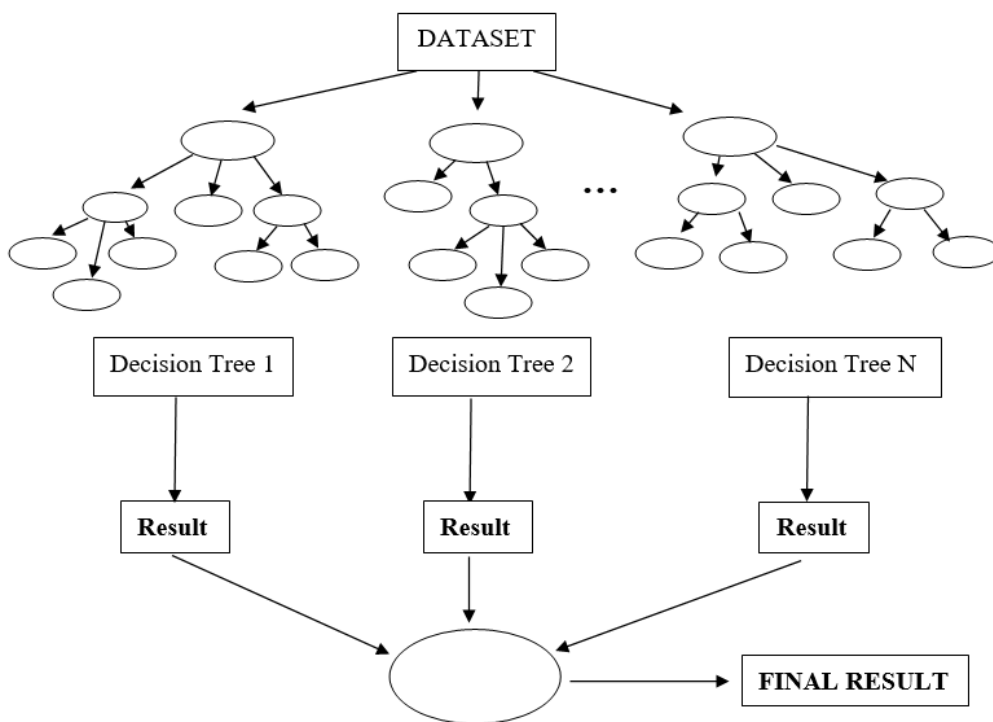 DATASET
...
Decision Tree 1
Decision Tree 2
Decision Tree N
Result
Result
Result
FINAL RESULT